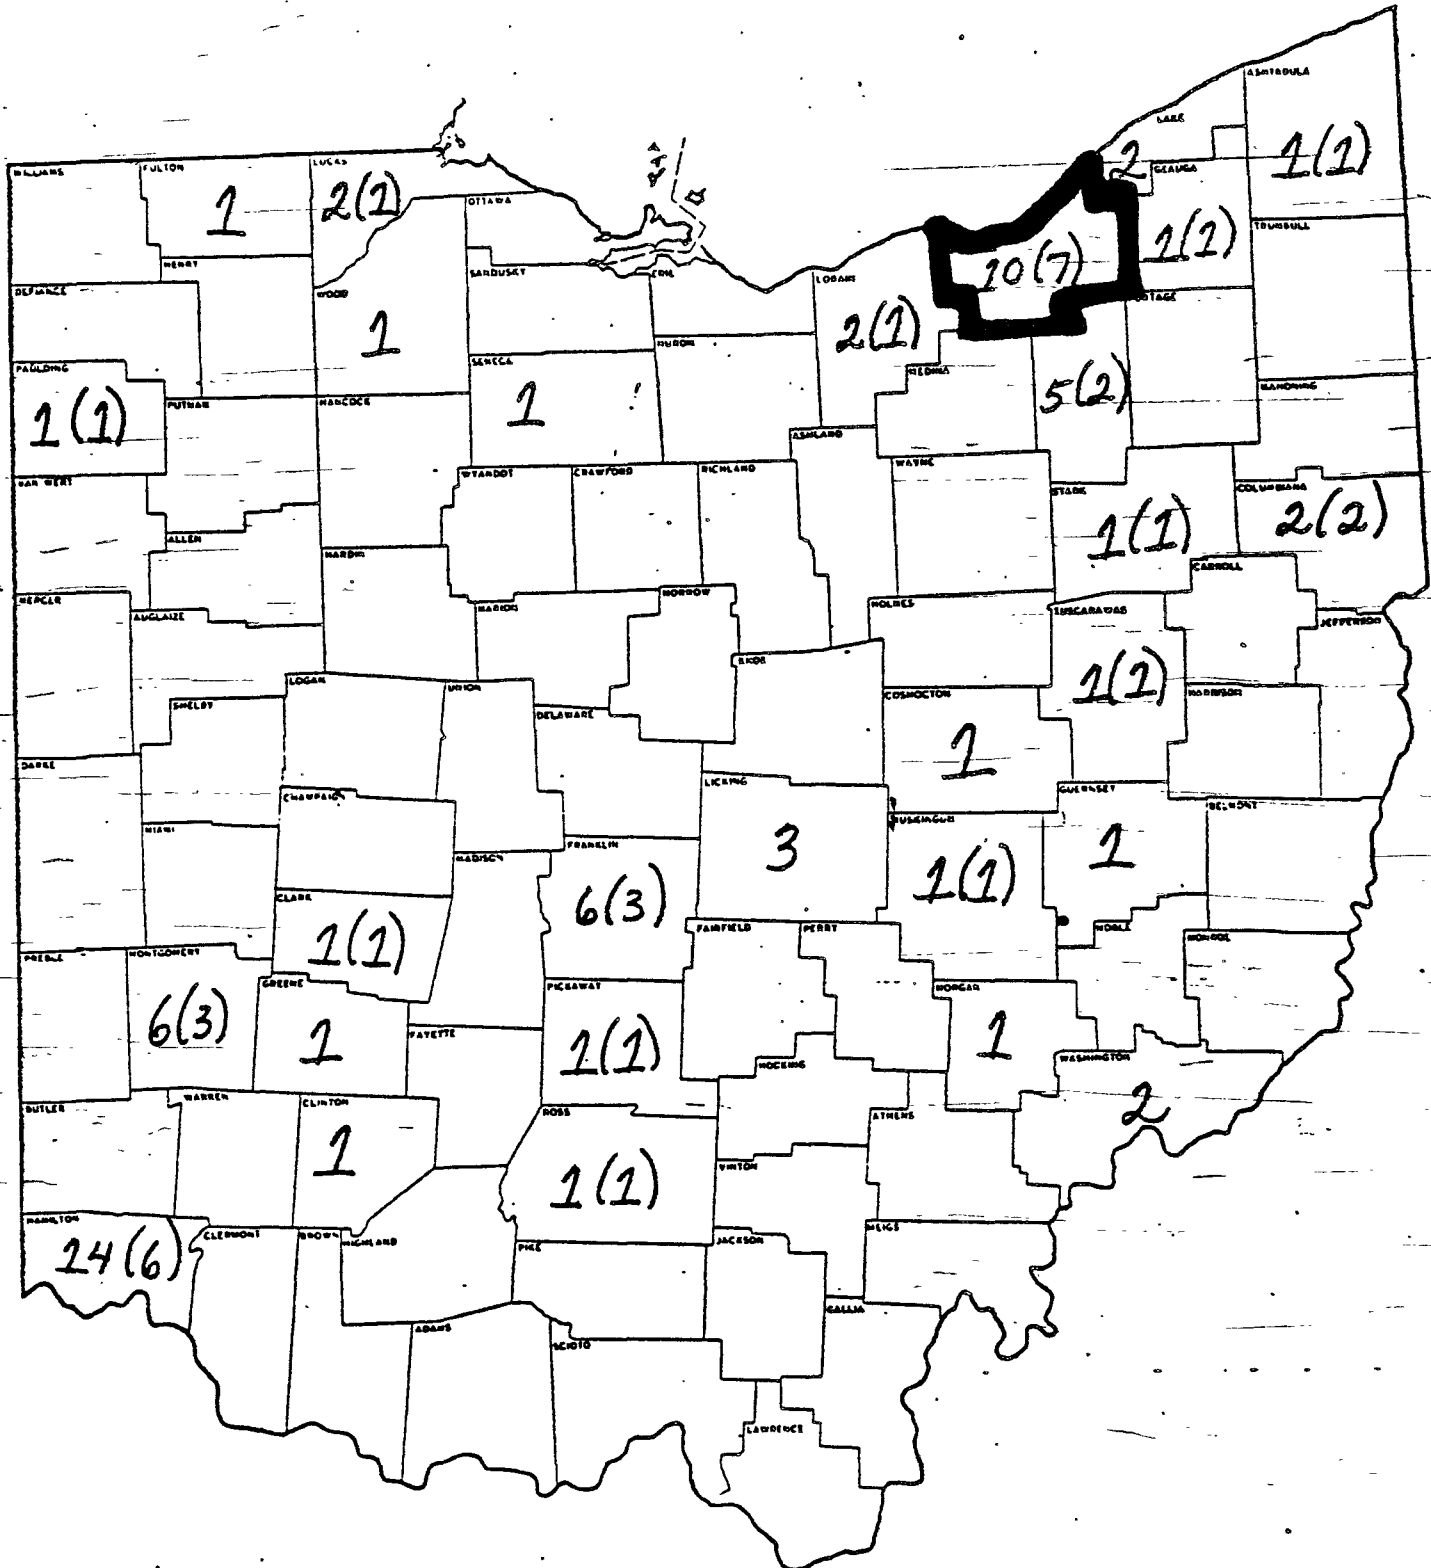 ASHTABULA
LAKE
2
GEAUGA
1(1)
WILLIAMS
FULTON
1
LUCAS
2(1)
OTTAWA
TRUMBULL
1(1)
10(7)
HENRY
SANDUSKY
ERIE
LORAIN
2(1)
DEFIANCE
WOOD
1
PORTAGE
HURON
SENECA
1
MEDINA
5(2)
PAULDING
1(1)
PUTNAM
HANCOCK
MAHONING
ASHLAND
VAN WERT
WYANDOT
CRAWFORD
RICHLAND
WAYNE
STARK
1(1)
COLUMBIANA
2(2)
ALLEN
HARDIN
CARROLL
MERCER
AUGLAIZE
MARION
MORROW
HOLMES
TUSCARAWAS
1(1)
JEFFERSON
KNOX
LOGAN
UNION
COSHOCTON
1
HARRISON
SHELBY
DELAWARE
DARKE
LICKING
3
CHAMPAIGN
GUERNSEY
1
BELMONT
MIAMI
MUSKINGUM
1(1)
MADISON
FRANKLIN
6(3)
CLARK
1(1)
FAIRFIELD
PERRY
NOBLE
MONROE
PREBLE
MONTGOMERY
6(3)
GREENE
1
PICKAWAY
1(1)
MORGAN
1
FAYETTE
HOCKING
WASHINGTON
2
BUTLER
WARREN
CLINTON
1
ROSS
1(1)
ATHENS
VINTON
HAMILTON
14(6)
CLERMONT
BROWN
HIGHLAND
PIKE
JACKSON
MEIGS
GALLIA
ADAMS
SCIOTO
LAWRENCE